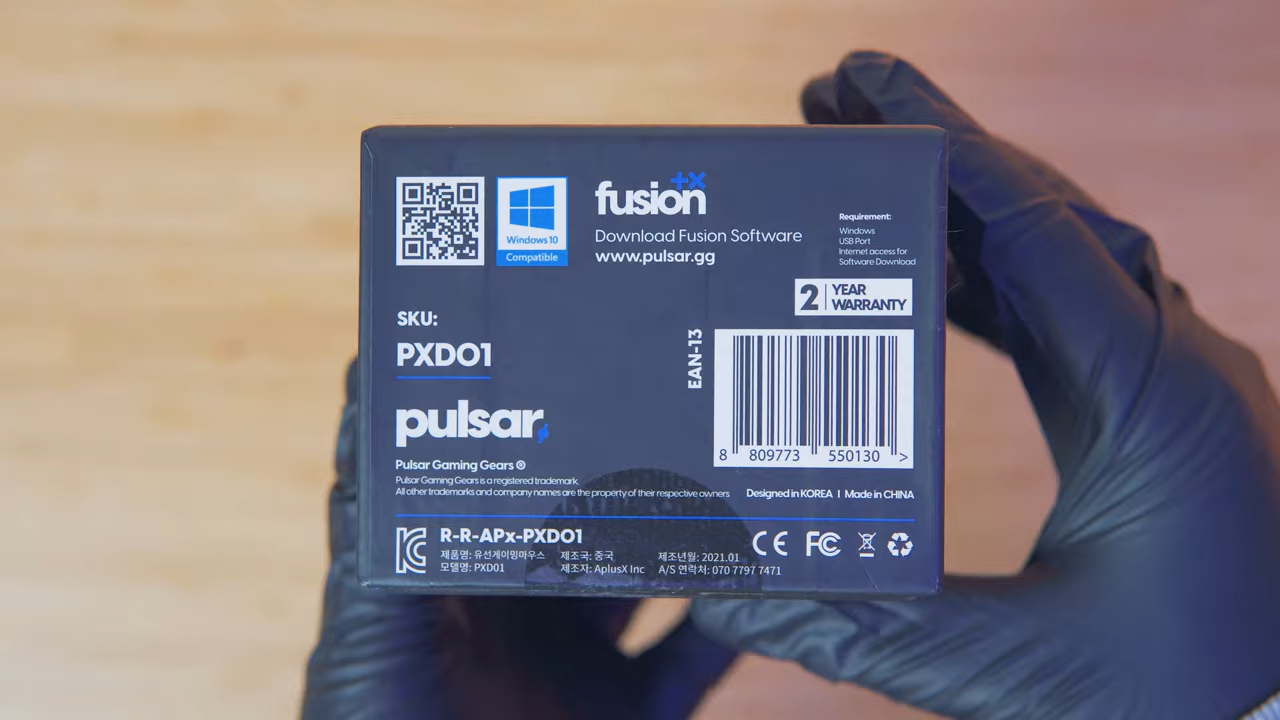 Windows 10
Compatible
fusion+x
Download Fusion Software
www.pulsar.gg
Requirement:
Windows
USB Port
Internet access for
Software Download
2 YEAR
WARRANTY
SKU:
PXD01
EAN-13
8 809773 550130 >
pulsar
Pulsar Gaming Gears ®
Pulsar Gaming Gears is a registered trademark.
All other trademarks and company names are the property of their respective owners
Designed in KOREA | Made in CHINA
R-R-APx-PXD01
제품명: 유선게이밍마우스 제조국: 중국 제조년월: 2021.01
모델명: PXD01 제조자: AplusX Inc A/S 연락처: 070 7797 7471
CE FC